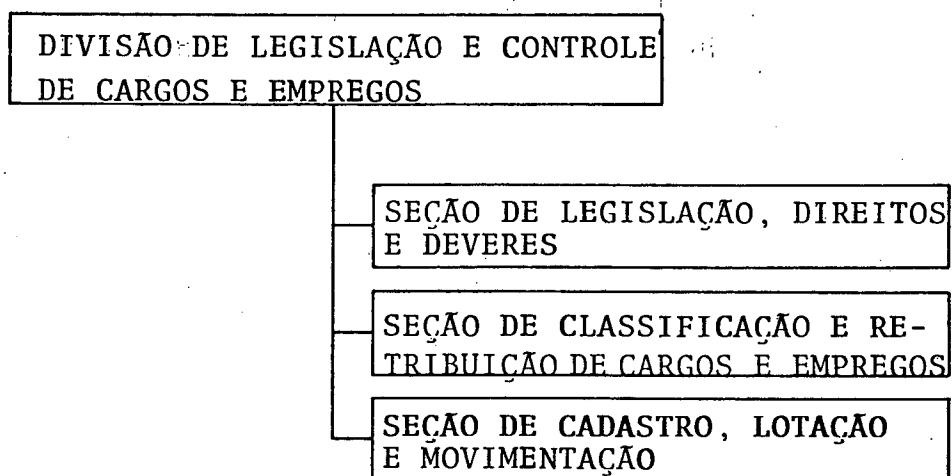 DIVISÃO DE LEGISLAÇÃO E CONTROLE
DE CARGOS E EMPREGOS
SEÇÃO DE LEGISLAÇÃO, DIREITOS
E DEVERES
SEÇÃO DE CLASSIFICAÇÃO E RE-
TRIBUIÇÃO DE CARGOS E EMPREGOS
SEÇÃO DE CADASTRO, LOTAÇÃO
E MOVIMENTAÇÃO